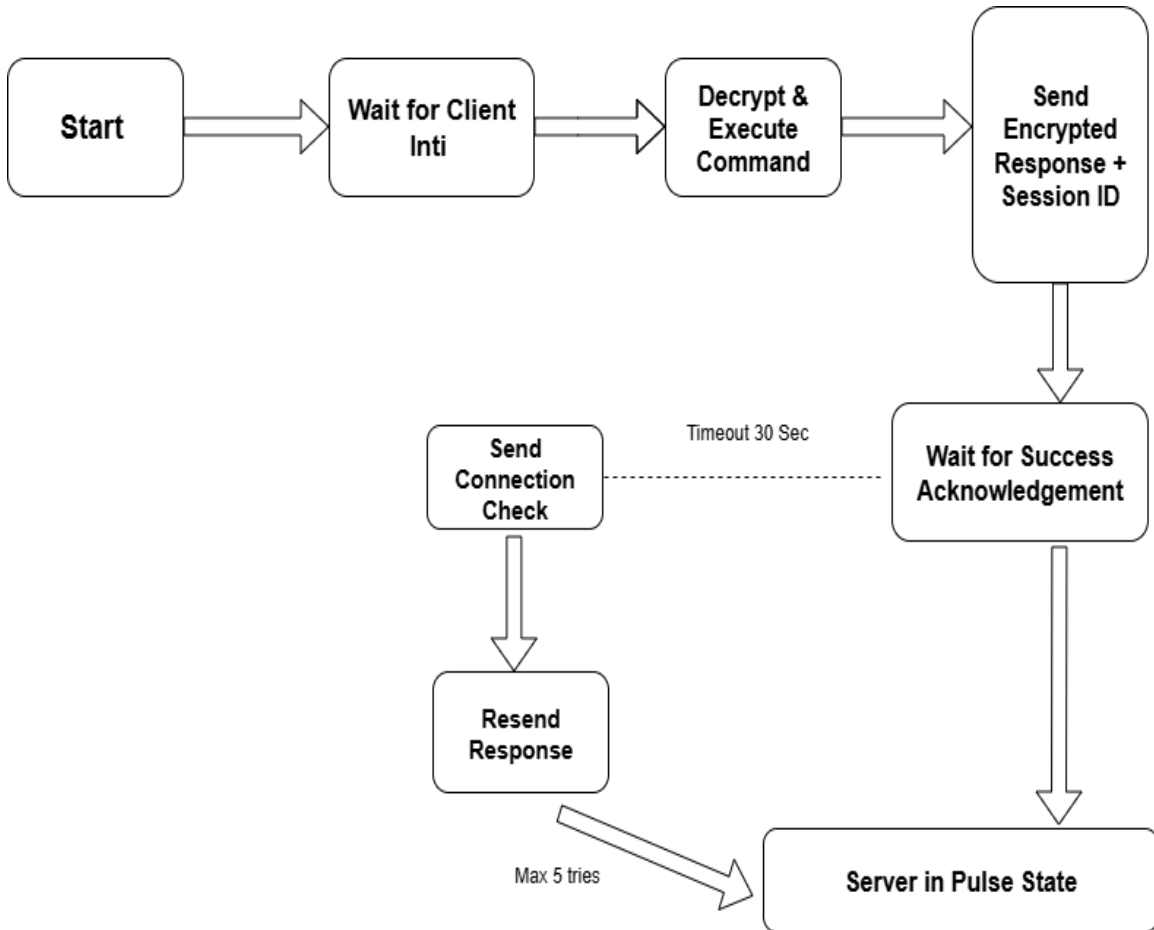 Start
Wait for Client
Inti
Decrypt &
Execute
Command
Send
Encrypted
Response +
Session ID
Timeout 30 Sec
Send
Connection
Check
Wait for Success
Acknowledgement
Resend
Response
Max 5 tries
Server in Pulse State